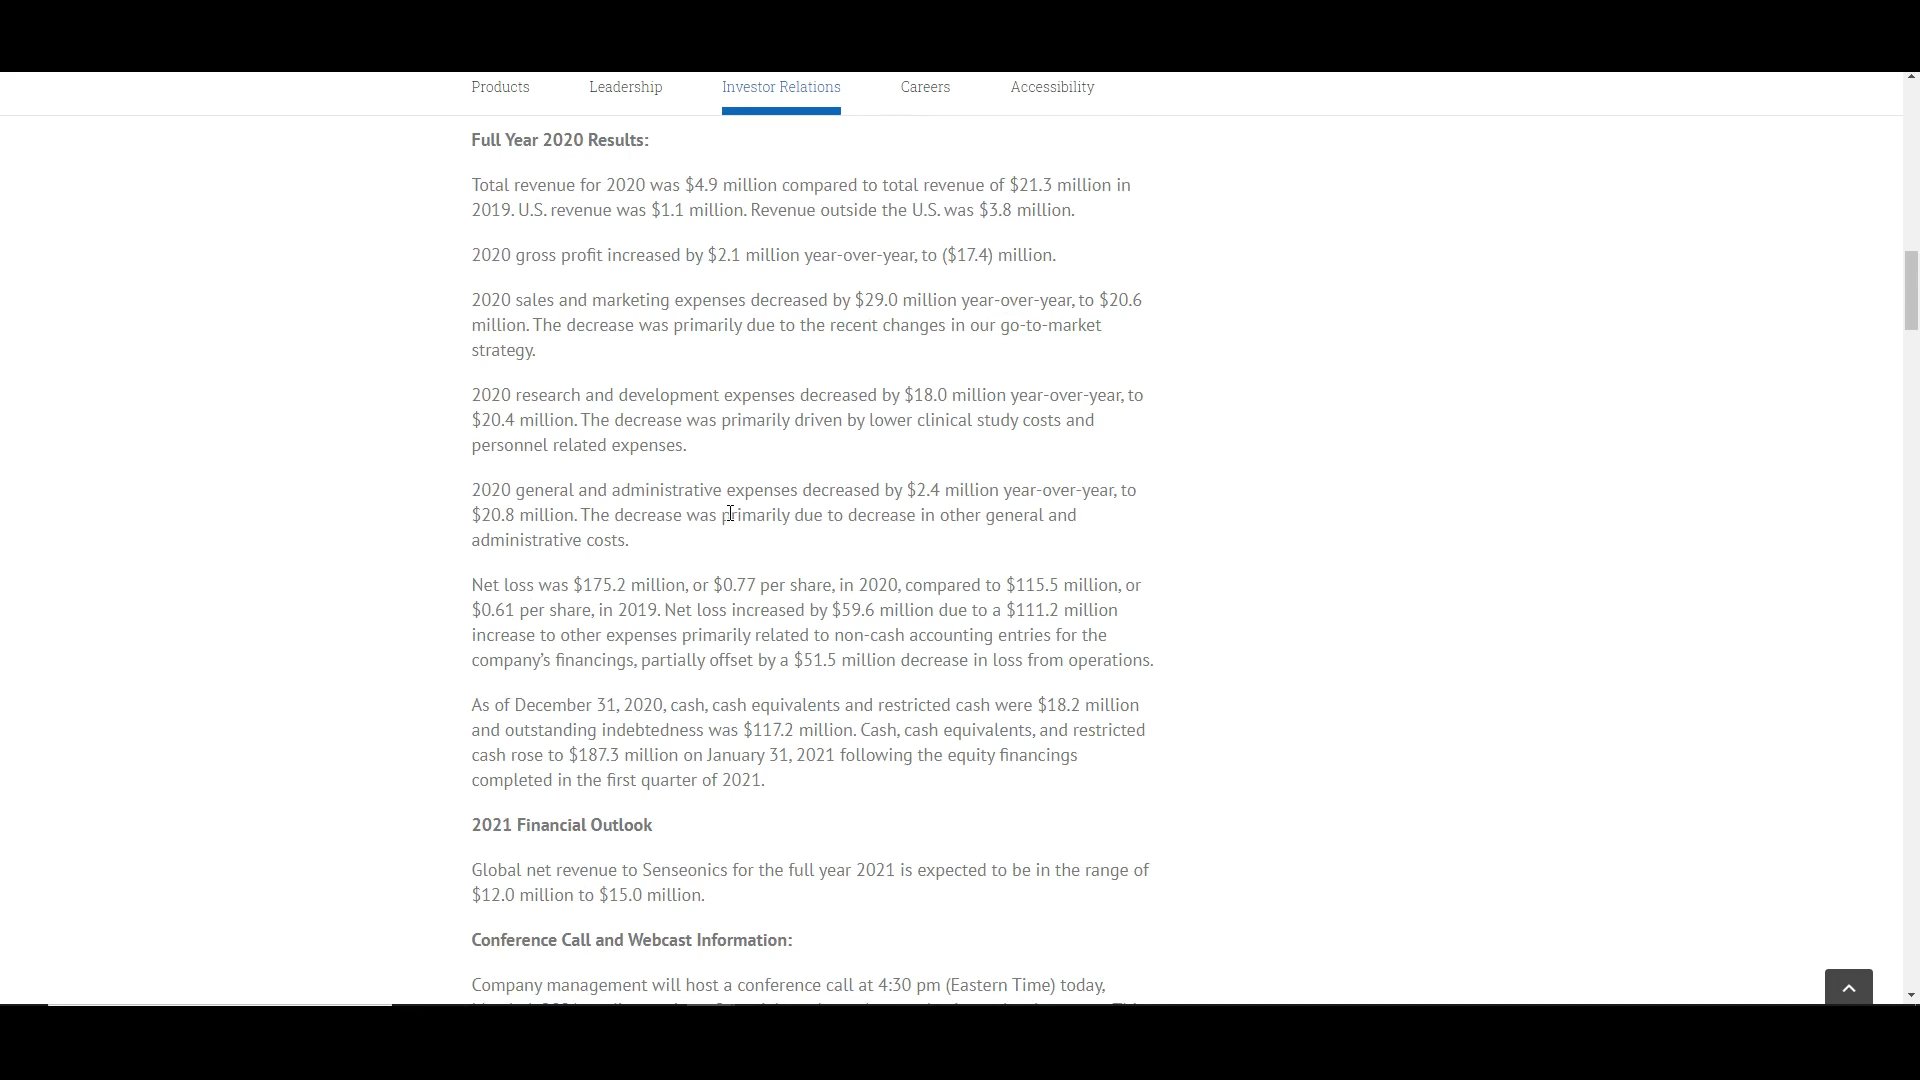 Products Leadership Investor Relations Careers Accessibility
Full Year 2020 Results:
Total revenue for 2020 was $4.9 million compared to total revenue of $21.3 million in
2019. U.S. revenue was $1.1 million. Revenue outside the U.S. was $3.8 million.
2020 gross profit increased by $2.1 million year-over-year, to ($17.4) million.
2020 sales and marketing expenses decreased by $29.0 million year-over-year, to $20.6
million. The decrease was primarily due to the recent changes in our go-to-market
strategy.
2020 research and development expenses decreased by $18.0 million year-over-year, to
$20.4 million. The decrease was primarily driven by lower clinical study costs and
personnel related expenses.
2020 general and administrative expenses decreased by $2.4 million year-over-year, to
$20.8 million. The decrease was primarily due to decrease in other general and
administrative costs.
Net loss was $175.2 million, or $0.77 per share, in 2020, compared to $115.5 million, or
$0.61 per share, in 2019. Net loss increased by $59.6 million due to a $111.2 million
increase to other expenses primarily related to non-cash accounting entries for the
company’s financings, partially offset by a $51.5 million decrease in loss from operations.
As of December 31, 2020, cash, cash equivalents and restricted cash were $18.2 million
and outstanding indebtedness was $117.2 million. Cash, cash equivalents, and restricted
cash rose to $187.3 million on January 31, 2021 following the equity financings
completed in the first quarter of 2021.
2021 Financial Outlook
Global net revenue to Senseonics for the full year 2021 is expected to be in the range of
$12.0 million to $15.0 million.
Conference Call and Webcast Information:
Company management will host a conference call at 4:30 pm (Eastern Time) today,